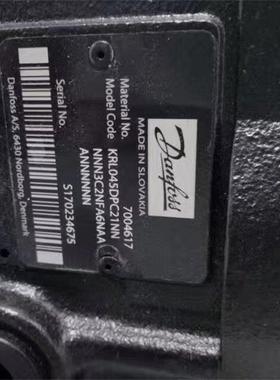 Danfoss
MADE IN SLOVAKIA
Material No. 7004617
Model Code KRL045DPC21NN
NNN3C2NFA6NAA
ANNNNNN
Serial No. S170234675
Danfoss A/S, 6430 Nordborg, Denmark